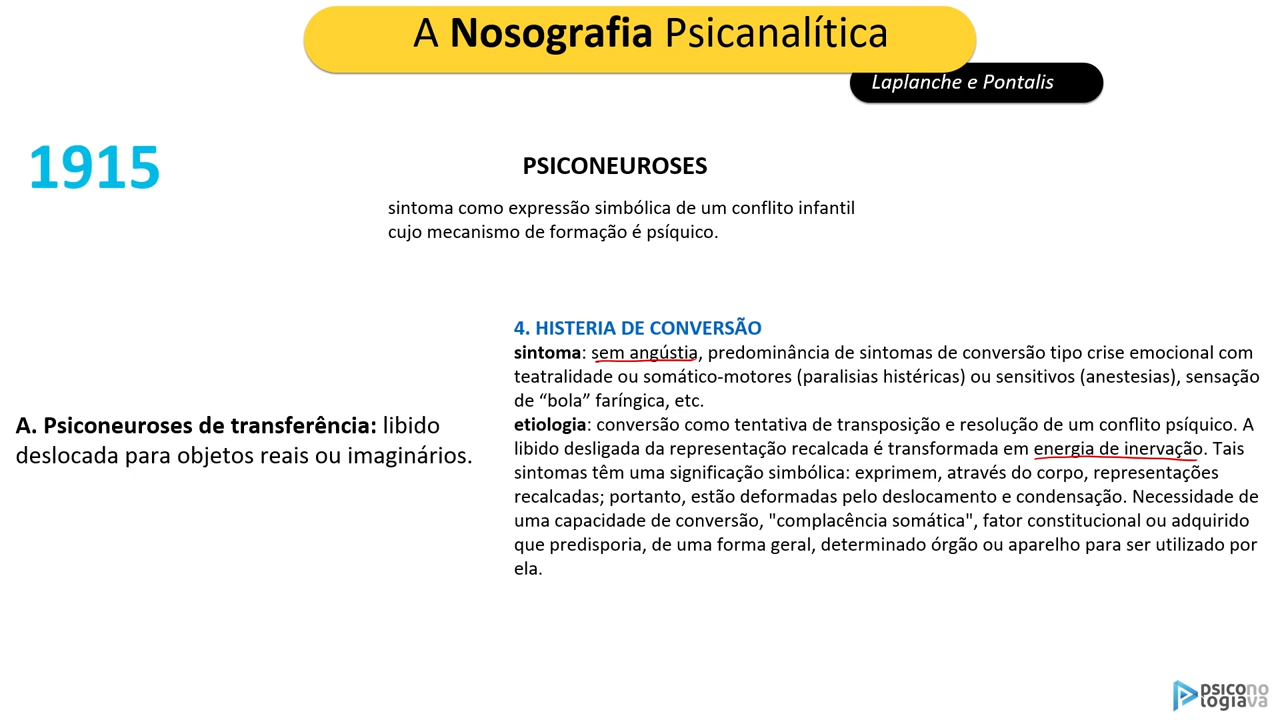 A Nosografia Psicanalítica
Laplanche e Pontalis
1915
PSICONEUROSES
sintoma como expressão simbólica de um conflito infantil
cujo mecanismo de formação é psíquico.
A. Psiconeuroses de transferência: libido
deslocada para objetos reais ou imaginários.
4. HISTERIA DE CONVERSÃO
sintoma: sem angústia, predominância de sintomas de conversão tipo crise emocional com
teatralidade ou somático-motores (paralisias histéricas) ou sensitivos (anestesias), sensação
de “bola” faríngica, etc.
etiologia: conversão como tentativa de transposição e resolução de um conflito psíquico. A
libido desligada da representação recalcada é transformada em energia de inervação. Tais
sintomas têm uma significação simbólica: exprimem, através do corpo, representações
recalcadas; portanto, estão deformadas pelo deslocamento e condensação. Necessidade de
uma capacidade de conversão, "complacência somática", fator constitucional ou adquirido
que predisporia, de uma forma geral, determinado órgão ou aparelho para ser utilizado por
ela.
psicono
logiava